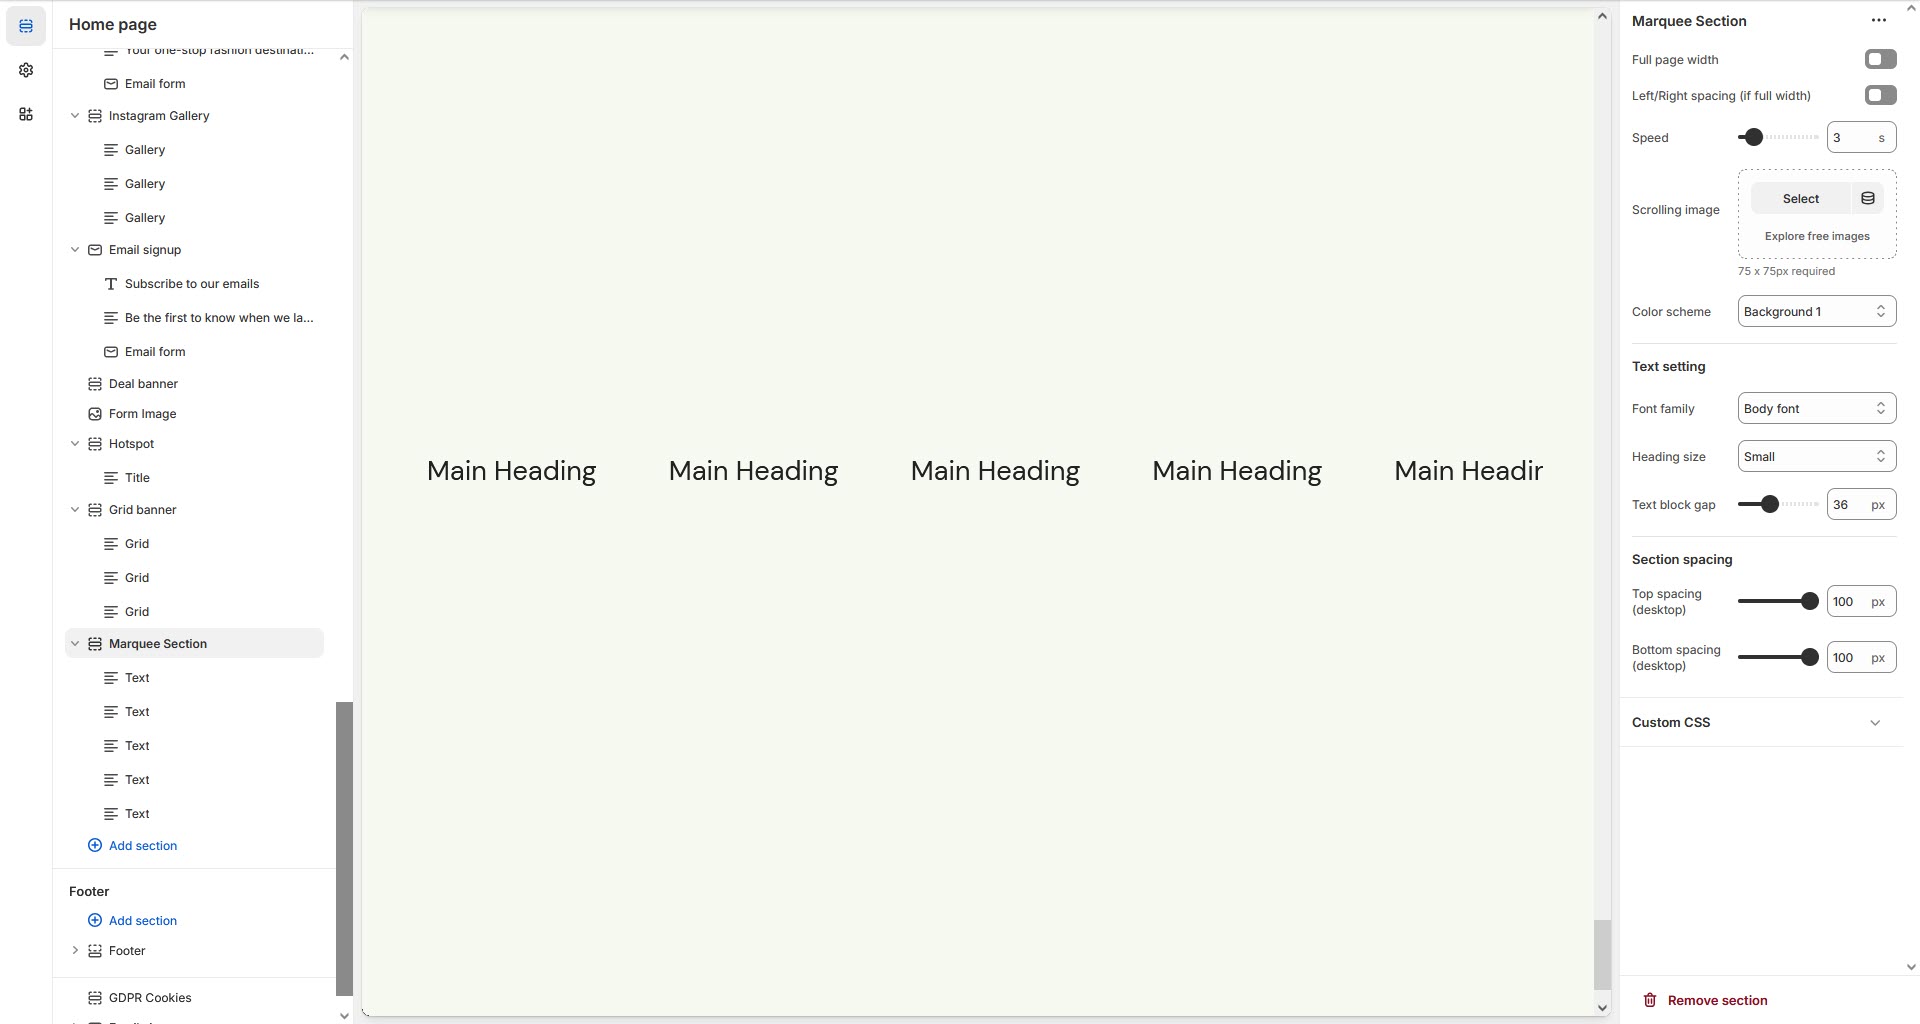 Home page
Your one-stop fashion destinati...
Email form
Instagram Gallery
Gallery
Gallery
Gallery
Email signup
Subscribe to our emails
Be the first to know when we la...
Email form
Deal banner
Form Image
Hotspot
Title
Grid banner
Grid
Grid
Grid
Marquee Section
Text
Text
Text
Text
Text
Add section
Footer
Add section
Footer
GDPR Cookies
Main Heading Main Heading Main Heading Main Heading Main Headin
Marquee Section
Full page width
Left/Right spacing (if full width)
Speed 3 s
Scrolling image
Select
Explore free images
75 x 75px required
Color scheme Background 1
Text setting
Font family Body font
Heading size Small
Text block gap 36 px
Section spacing
Top spacing
(desktop)
100 px
Bottom spacing
(desktop)
100 px
Custom CSS
Remove section